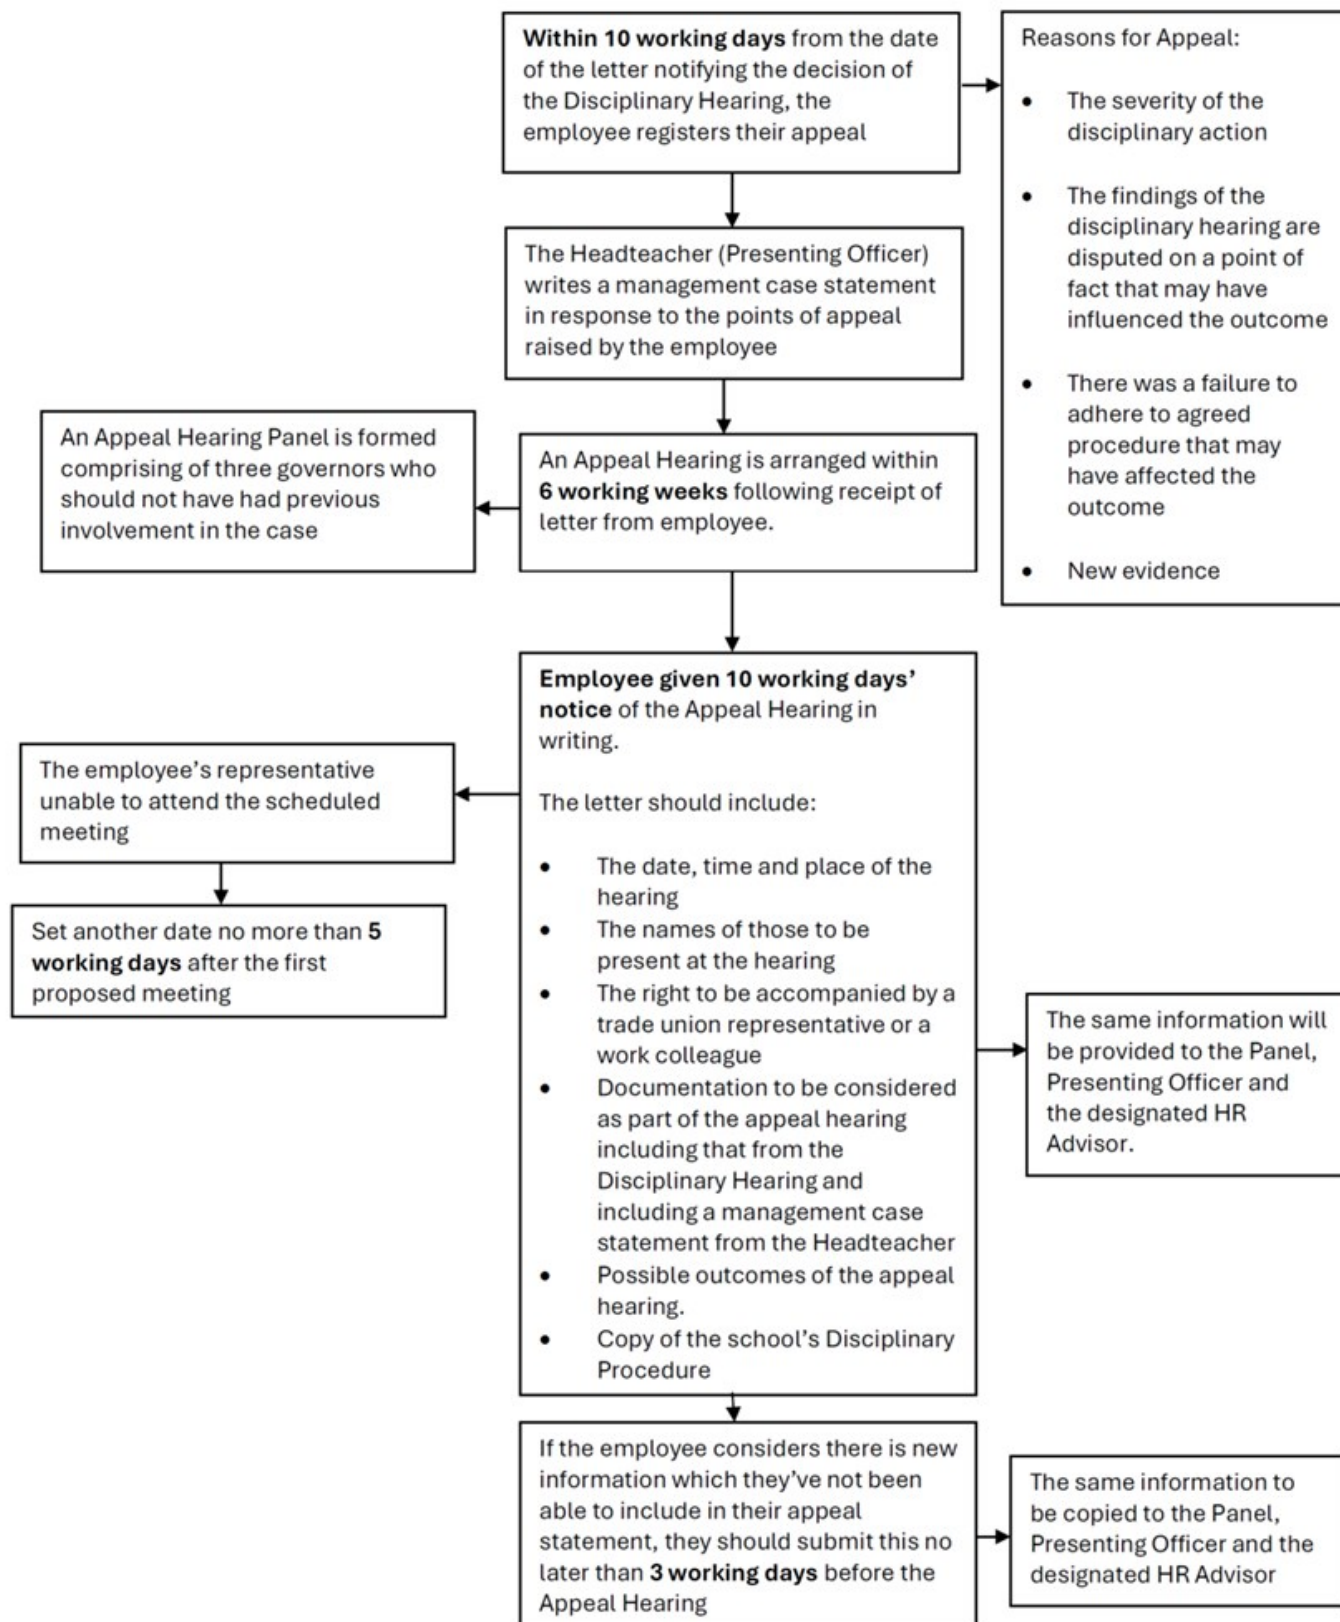 Within 10 working days from the date
of the letter notifying the decision of
the Disciplinary Hearing, the
employee registers their appeal
Reasons for Appeal:
• The severity of the
disciplinary action
• The findings of the
disciplinary hearing are
disputed on a point of
fact that may have
influenced the outcome
• There was a failure to
adhere to agreed
procedure that may
have affected the
outcome
• New evidence
The Headteacher (Presenting Officer)
writes a management case statement
in response to the points of appeal
raised by the employee
An Appeal Hearing is arranged within
6 working weeks following receipt of
letter from employee.
An Appeal Hearing Panel is formed
comprising of three governors who
should not have had previous
involvement in the case
Employee given 10 working days’
notice of the Appeal Hearing in
writing.
The letter should include:
• The date, time and place of the
hearing
• The names of those to be
present at the hearing
• The right to be accompanied by a
trade union representative or a
work colleague
• Documentation to be considered
as part of the appeal hearing
including that from the
Disciplinary Hearing and
including a management case
statement from the Headteacher
• Possible outcomes of the appeal
hearing.
• Copy of the school’s Disciplinary
Procedure
The employee’s representative
unable to attend the scheduled
meeting
Set another date no more than 5
working days after the first
proposed meeting
The same information will
be provided to the Panel,
Presenting Officer and
the designated HR
Advisor.
If the employee considers there is new
information which they’ve not been
able to include in their appeal
statement, they should submit this no
later than 3 working days before the
Appeal Hearing
The same information to
be copied to the Panel,
Presenting Officer and the
designated HR Advisor